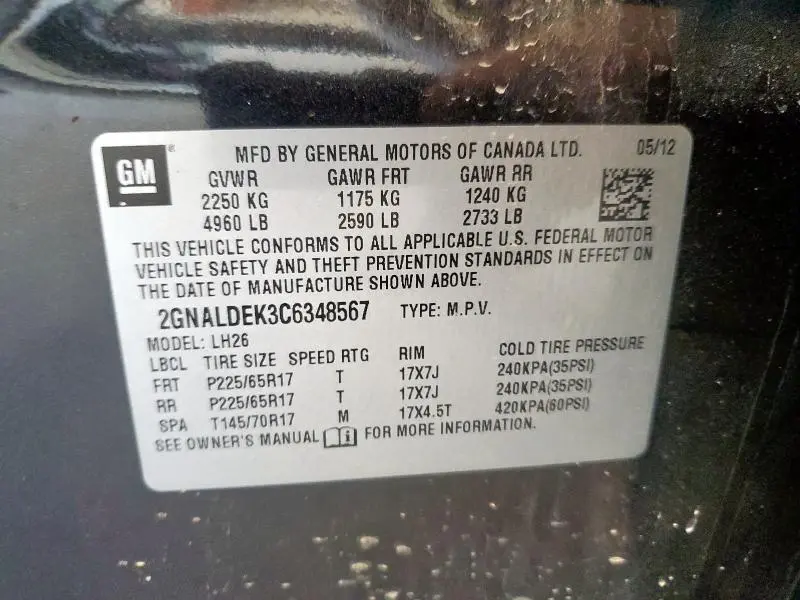 GM ® MFD BY GENERAL MOTORS OF CANADA LTD. 05/12
GVWR GAWR FRT GAWR RR
2250 KG 1175 KG 1240 KG
4960 LB 2590 LB 2733 LB
THIS VEHICLE CONFORMS TO ALL APPLICABLE U.S. FEDERAL MOTOR
VEHICLE SAFETY AND THEFT PREVENTION STANDARDS IN EFFECT ON
THE DATE OF MANUFACTURE SHOWN ABOVE.
2GNALDEK3C6348567 TYPE: M.P.V.
MODEL: LH26
LBCL TIRE SIZE SPEED RTG RIM COLD TIRE PRESSURE
FRT P225/65R17 T 17X7J 240KPA(35PSI)
RR P225/65R17 T 17X7J 240KPA(35PSI)
SPA T145/70R17 M 17X4.5T 420KPA(60PSI)
SEE OWNER'S MANUAL i FOR MORE INFORMATION.